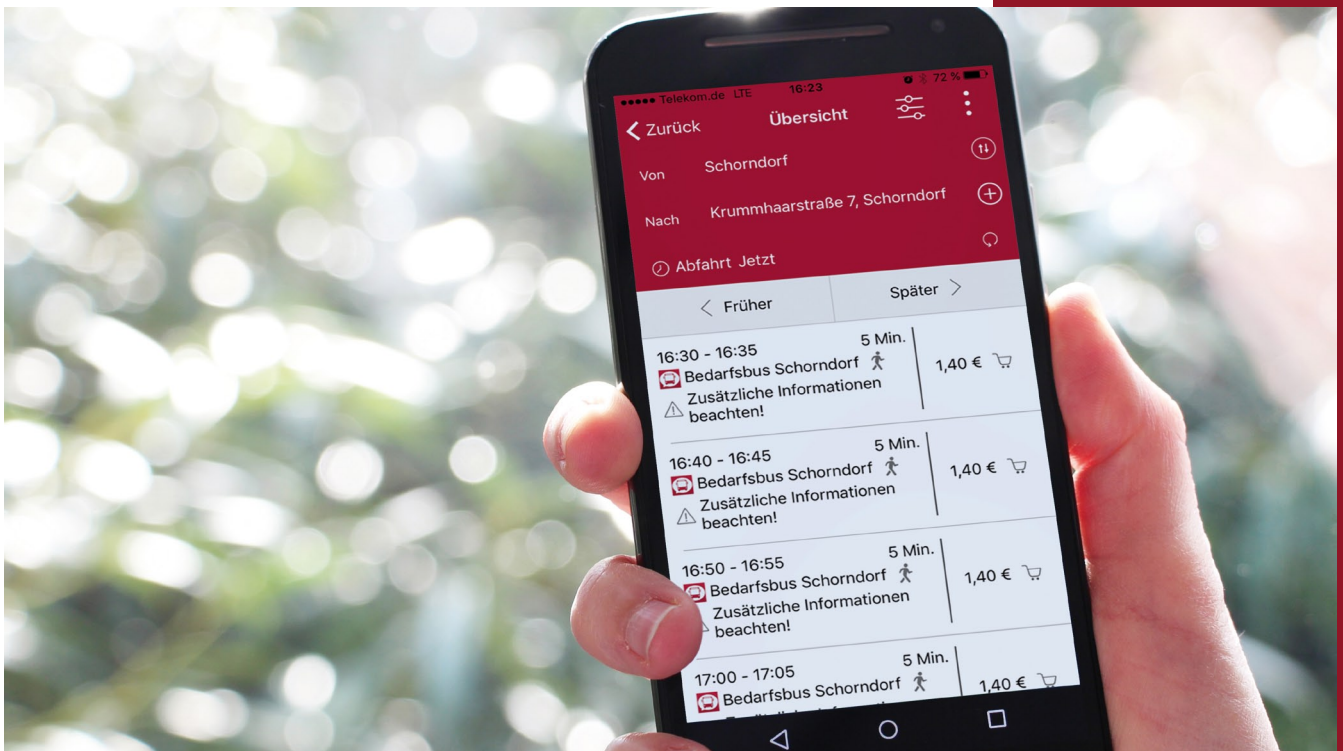 Telekom.de LTE 16:23 72 %
Zurück Übersicht
Von Schorndorf
Nach Krummhaarstraße 7, Schorndorf
Abfahrt Jetzt
Früher Später
16:30 - 16:35 5 Min.
Bedarfsbus Schorndorf 1,40 €
Zusätzliche Informationen
beachten!
16:40 - 16:45 5 Min.
Bedarfsbus Schorndorf 1,40 €
Zusätzliche Informationen
beachten!
16:50 - 16:55 5 Min.
Bedarfsbus Schorndorf 1,40 €
Zusätzliche Informationen
beachten!
17:00 - 17:05 5 Min.
Bedarfsbus Schorndorf 1,40 €